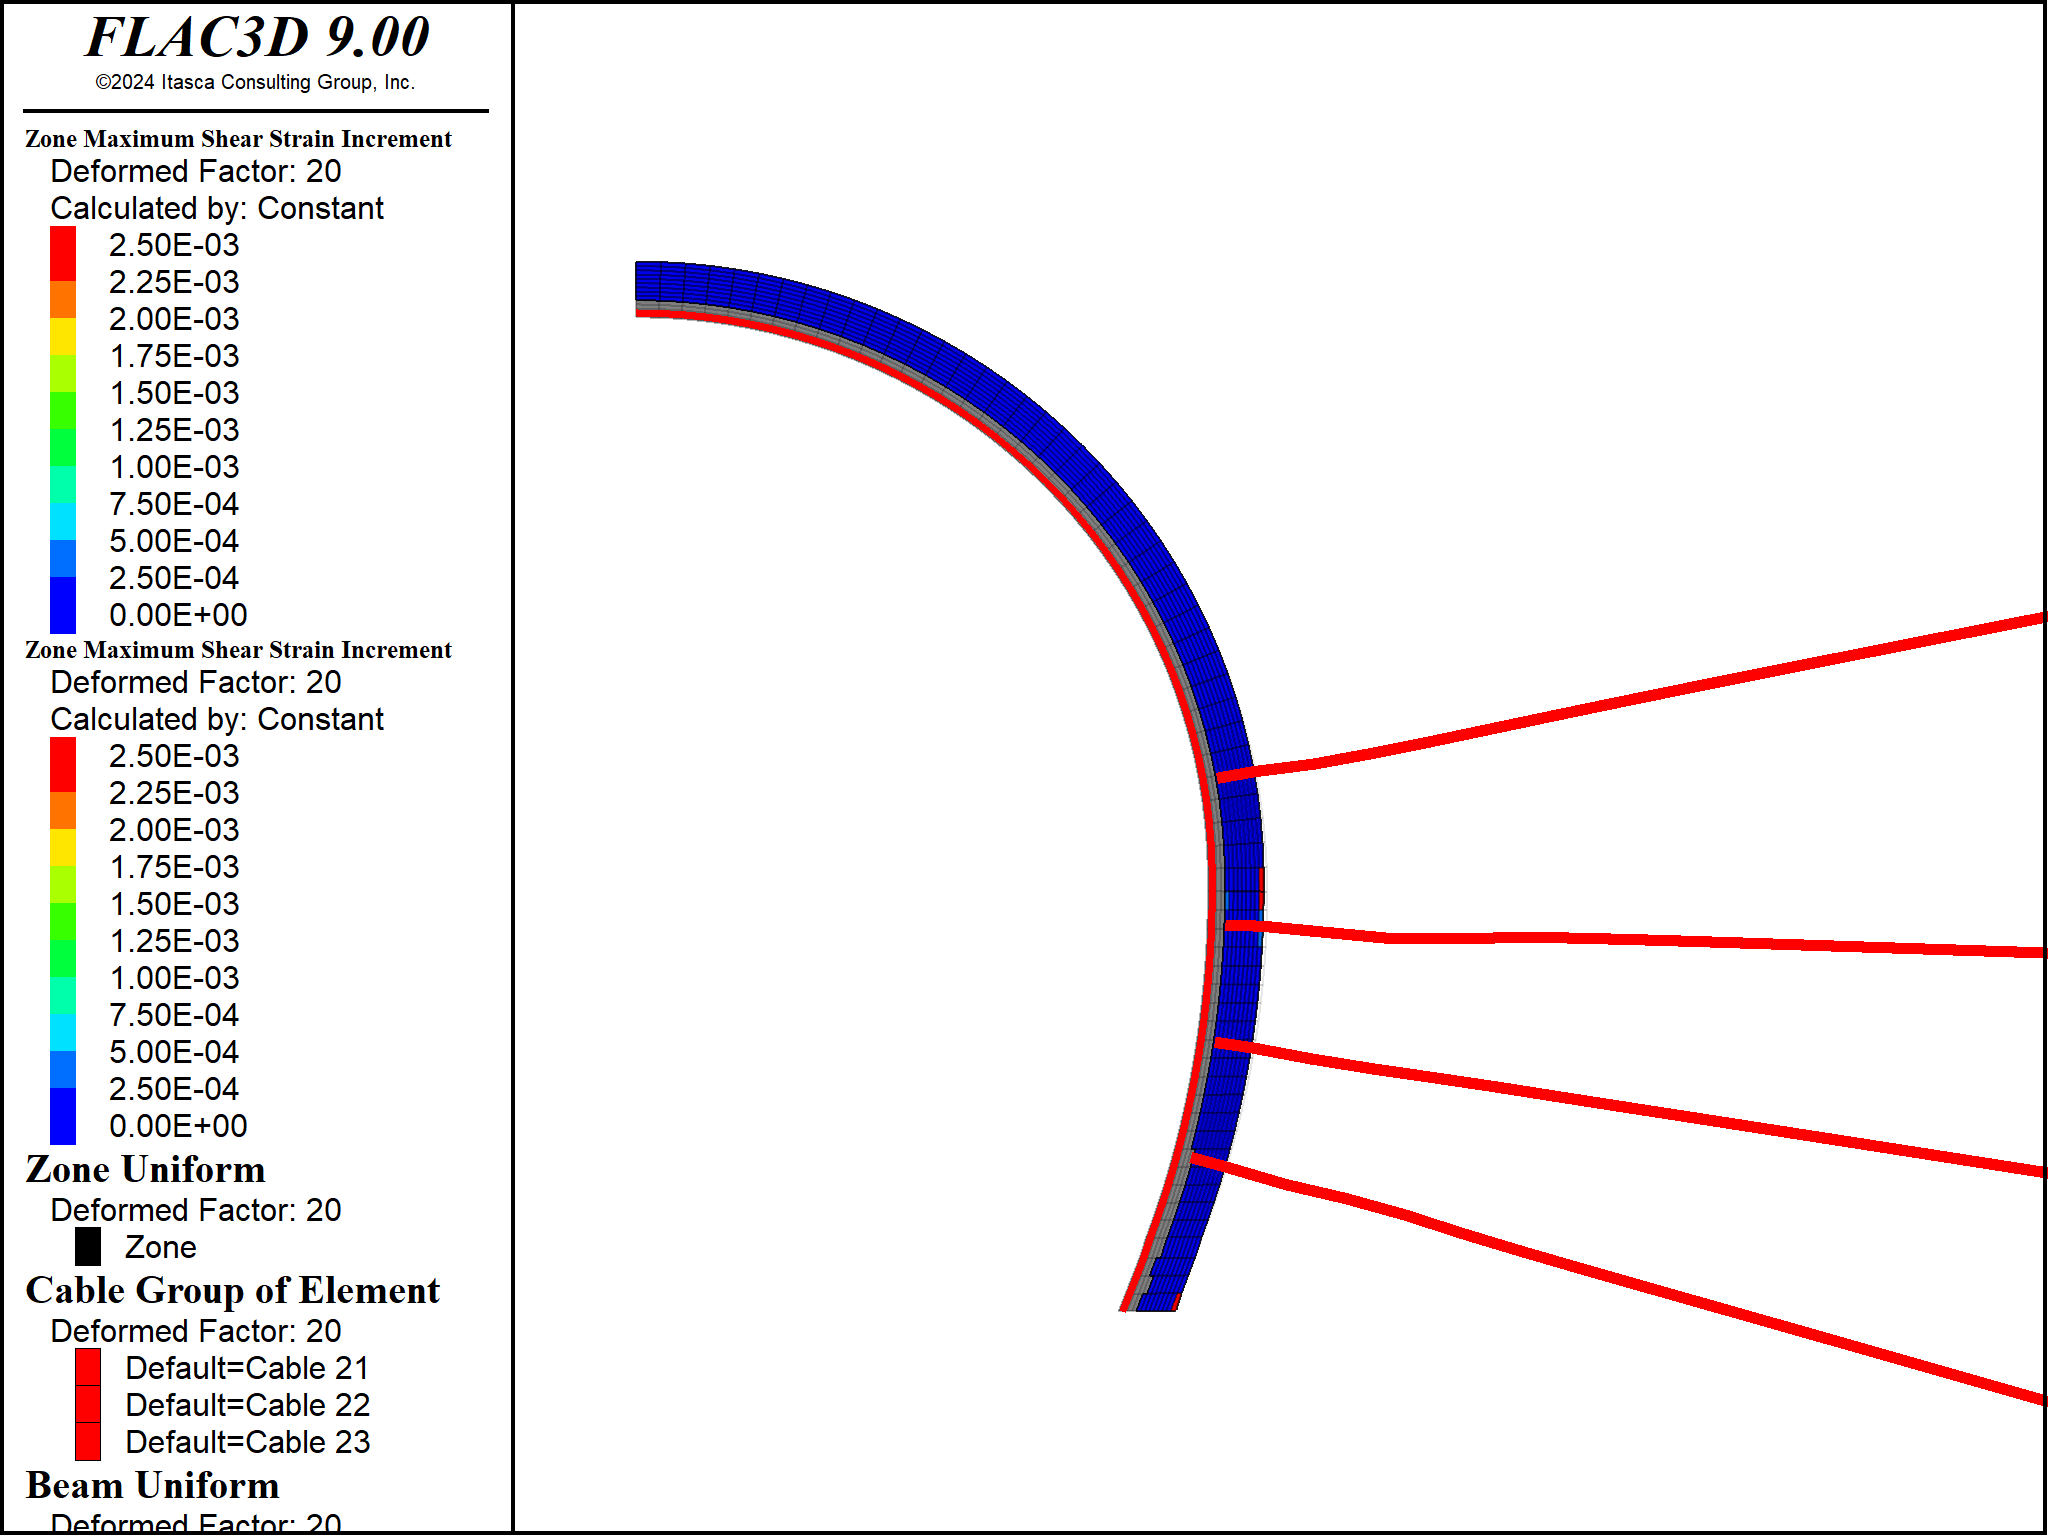 FLAC3D 9.00
©2024 Itasca Consulting Group, Inc.
Zone Maximum Shear Strain Increment
Deformed Factor: 20
Calculated by: Constant
2.50E-03
2.25E-03
2.00E-03
1.75E-03
1.50E-03
1.25E-03
1.00E-03
7.50E-04
5.00E-04
2.50E-04
0.00E+00
Zone Maximum Shear Strain Increment
Deformed Factor: 20
Calculated by: Constant
2.50E-03
2.25E-03
2.00E-03
1.75E-03
1.50E-03
1.25E-03
1.00E-03
7.50E-04
5.00E-04
2.50E-04
0.00E+00
Zone Uniform
Deformed Factor: 20
Zone
Cable Group of Element
Deformed Factor: 20
Default=Cable 21
Default=Cable 22
Default=Cable 23
Beam Uniform
Deformed Factor: 20